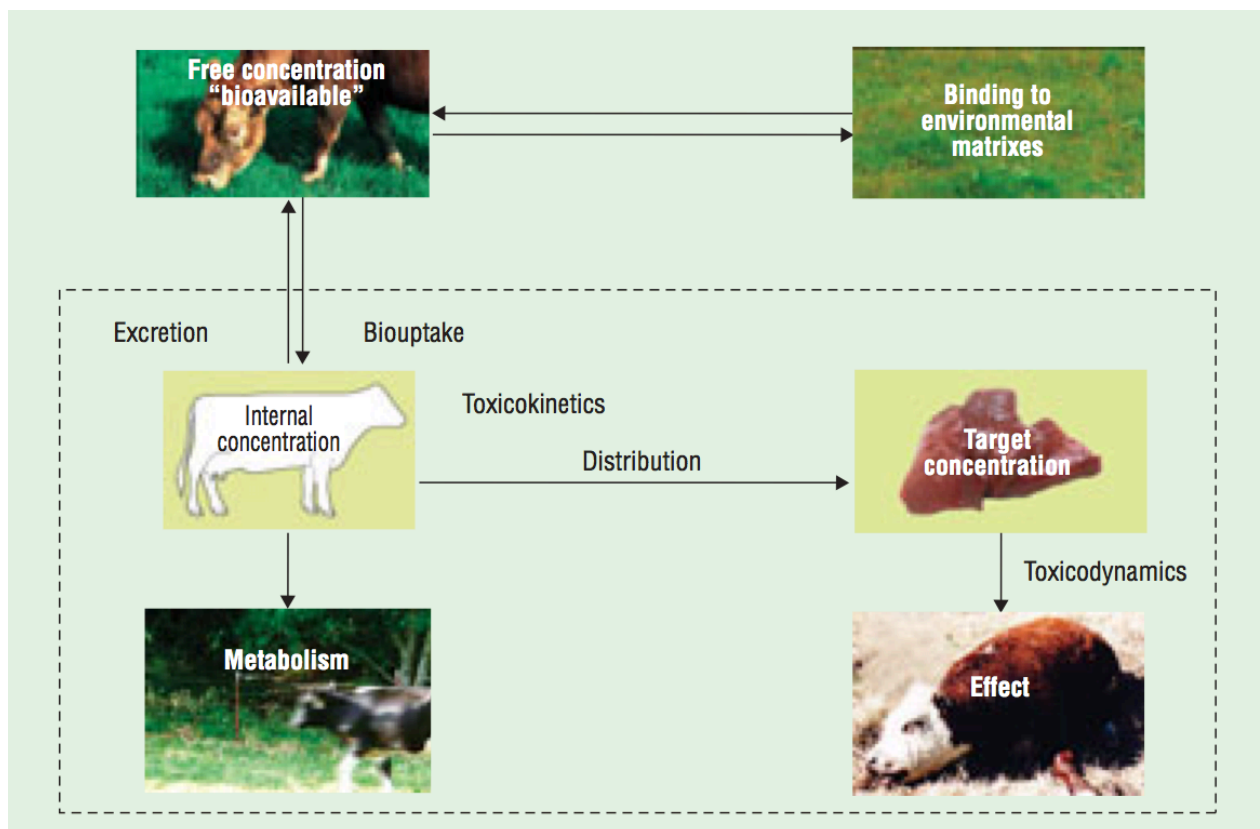 Free concentration
“bioavailable”
Binding to
environmental
matrixes
Excretion
Biouptake
Internal
concentration
Toxicokinetics
Distribution
Target
concentration
Toxicodynamics
Metabolism
Effect